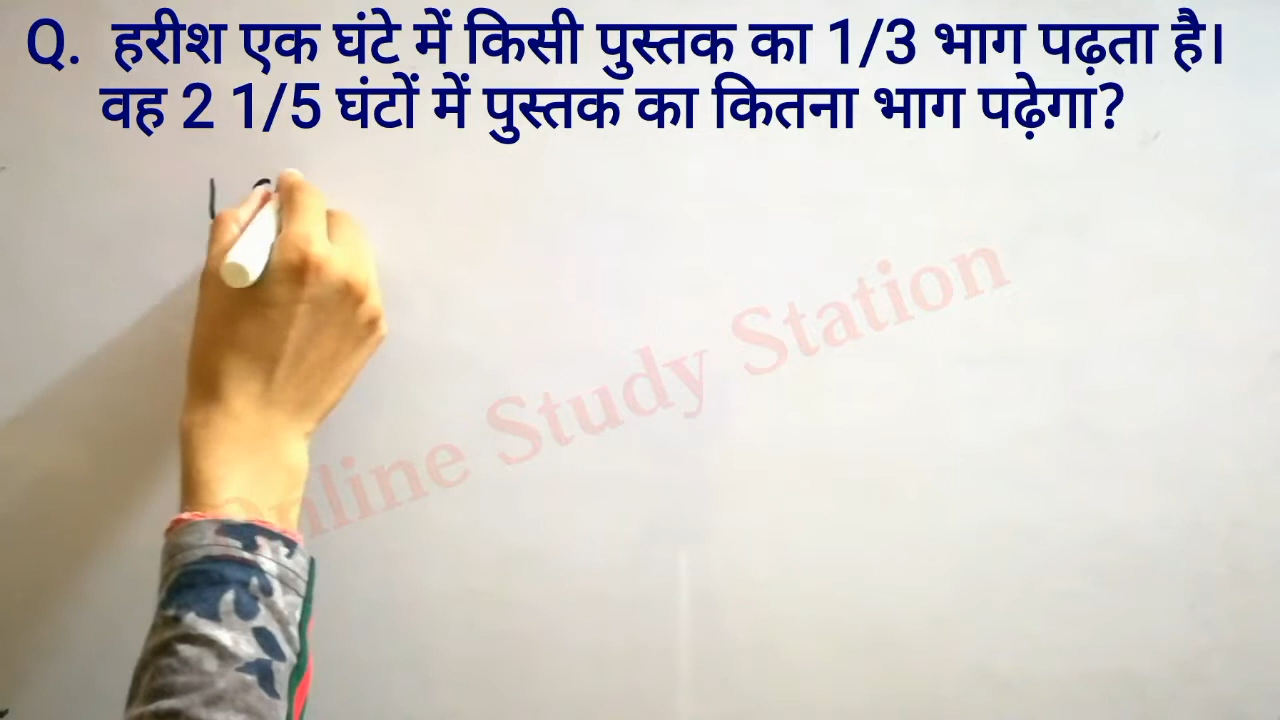 Q. हरीश एक घंटे में किसी पुस्तक का 1/3 भाग पढ़ता है।
वह 2 1/5 घंटों में पुस्तक का कितना भाग पढ़ेगा?
Online Study Station